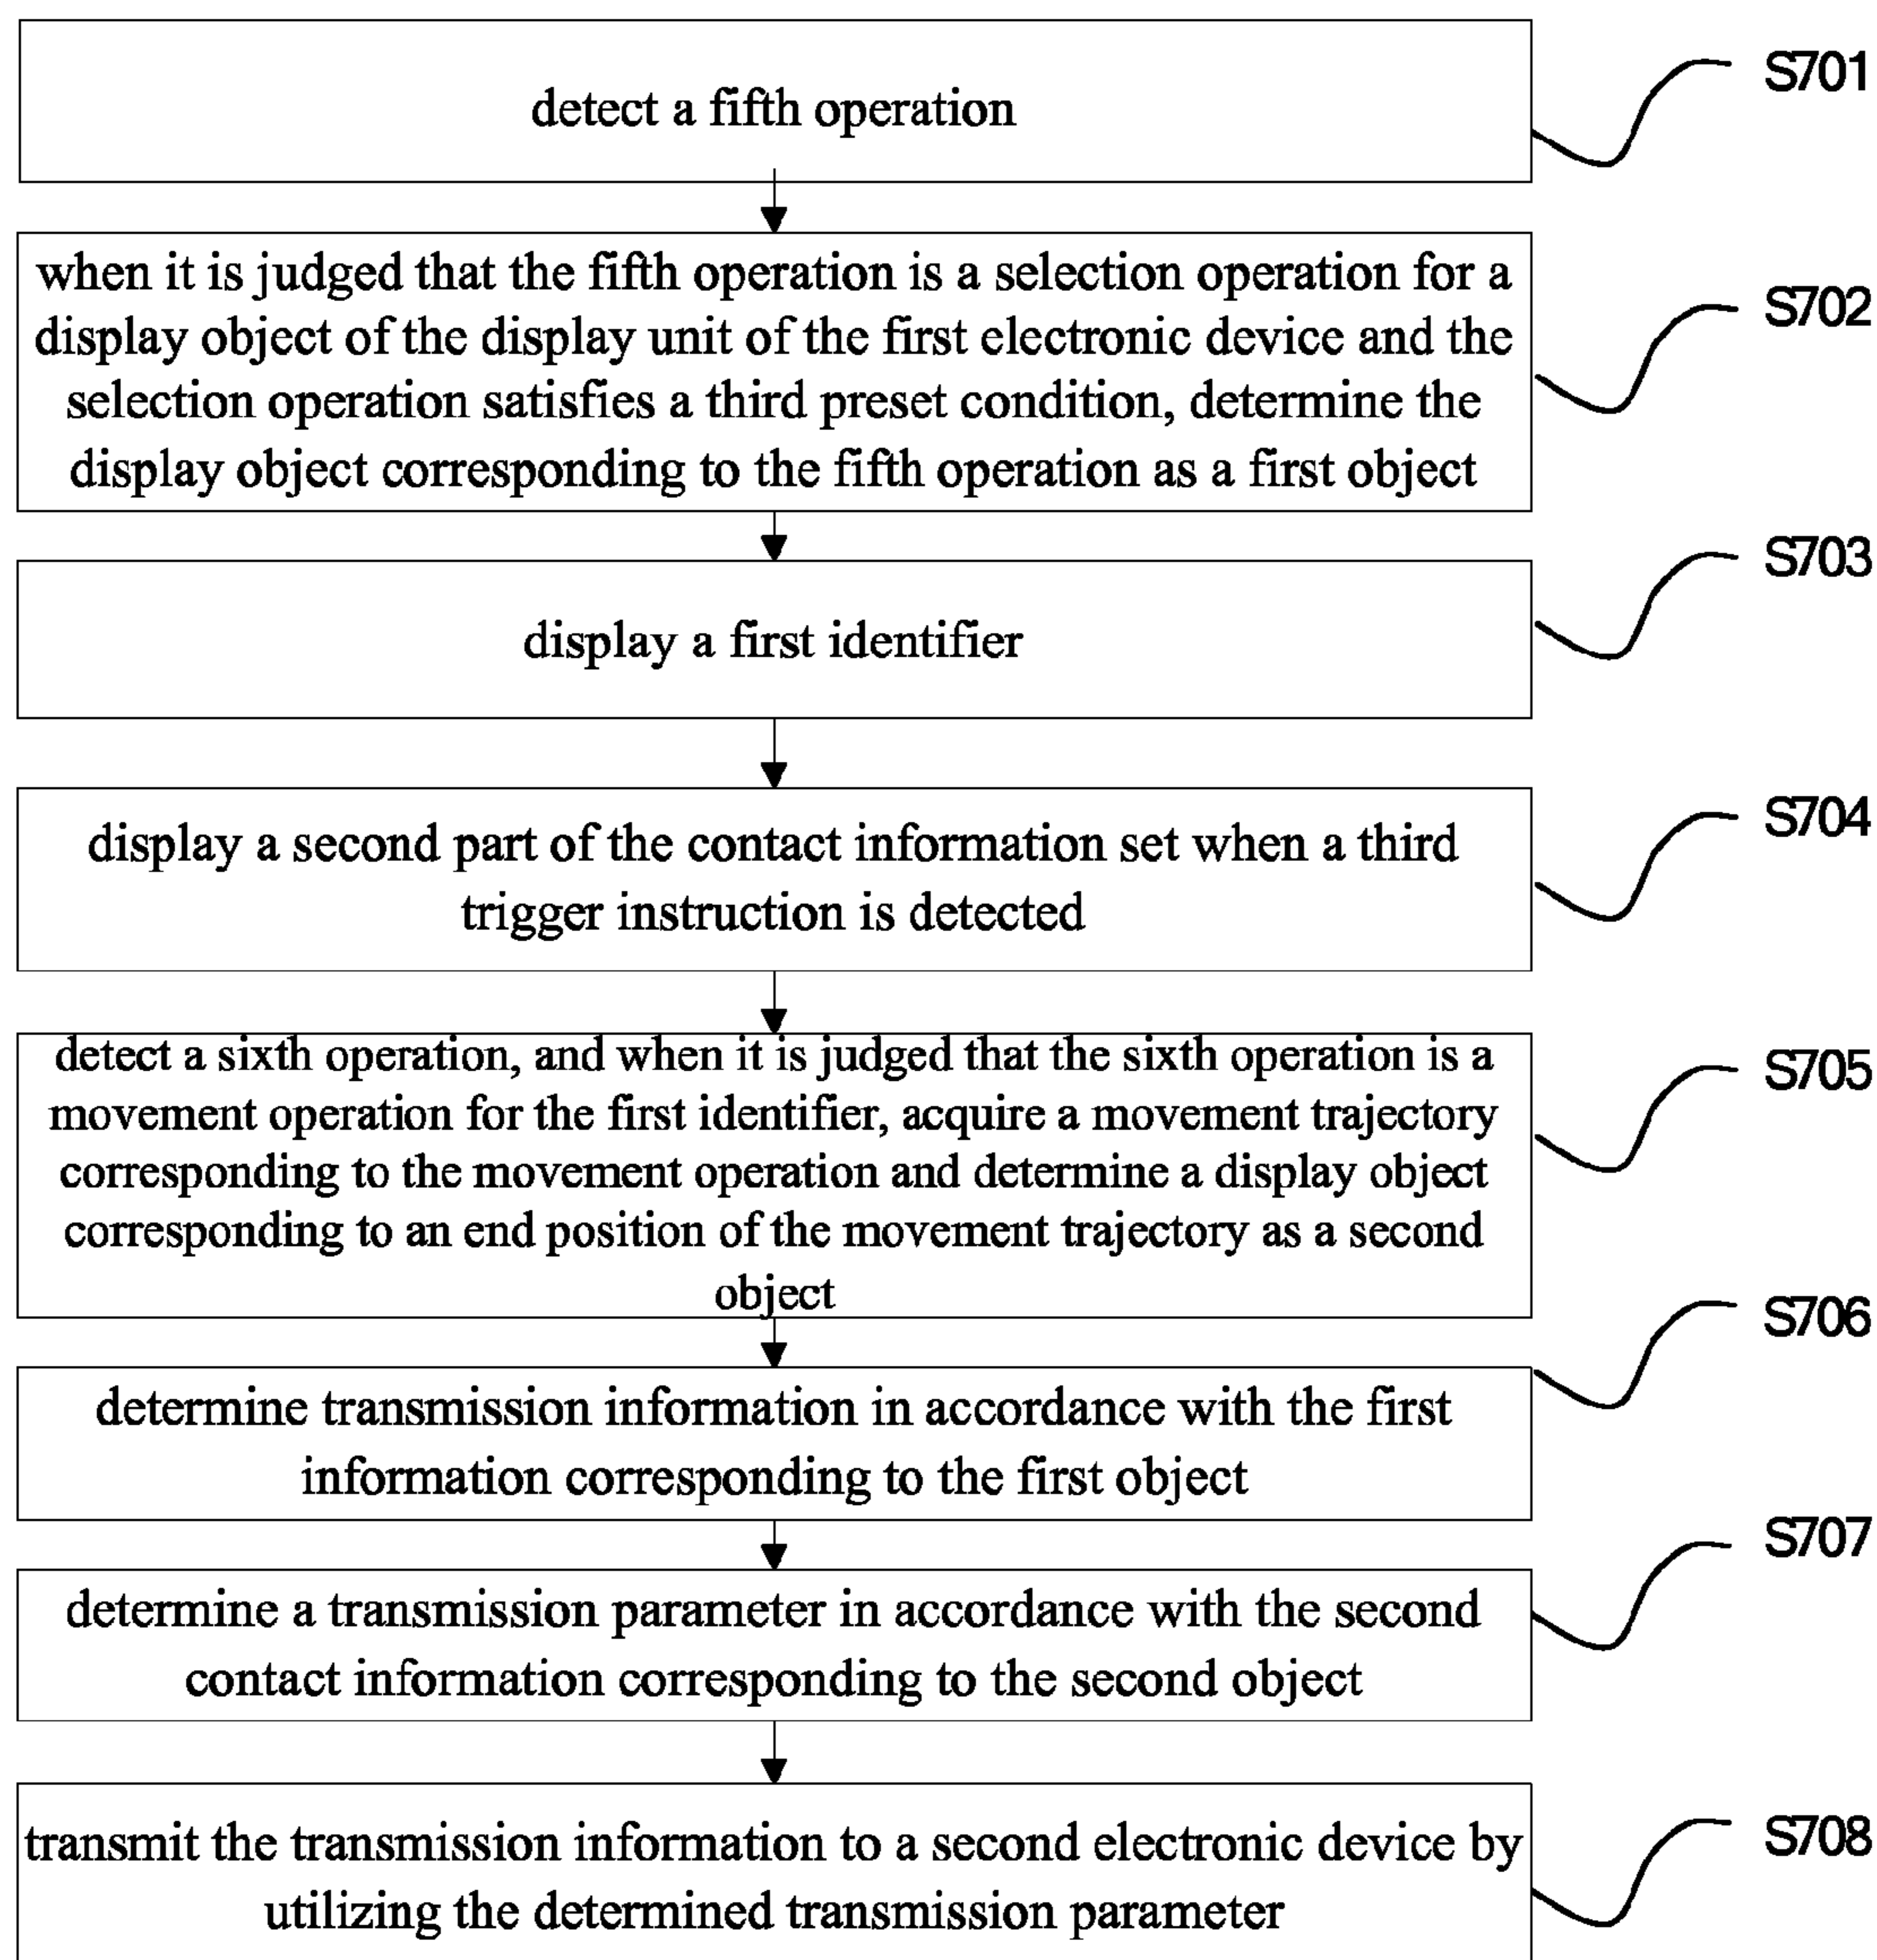 detect a fifth operation
S701
when it is judged that the fifth operation is a selection operation for a
display object of the display unit of the first electronic device and the
selection operation satisfies a third preset condition, determine the
display object corresponding to the fifth operation as a first object
S702
display a first identifier
S703
display a second part of the contact information set when a third
trigger instruction is detected
S704
detect a sixth operation, and when it is judged that the sixth operation is a
movement operation for the first identifier, acquire a movement trajectory
corresponding to the movement operation and determine a display object
corresponding to an end position of the movement trajectory as a second
object
S705
determine transmission information in accordance with the first
information corresponding to the first object
S706
determine a transmission parameter in accordance with the second
contact information corresponding to the second object
S707
transmit the transmission information to a second electronic device by
utilizing the determined transmission parameter
S708